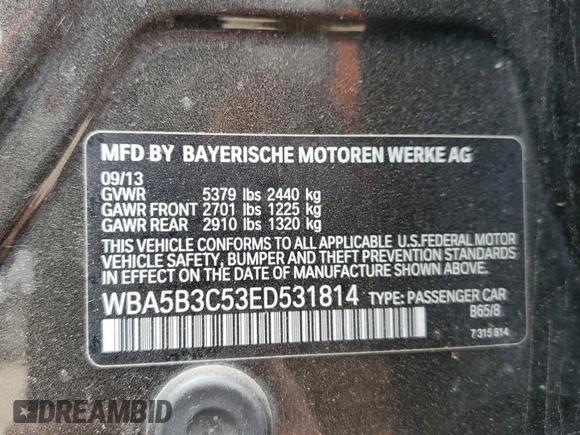 MFD BY BAYERISCHE MOTOREN WERKE AG
09/13
GVWR 5379 lbs 2440 kg
GAWR FRONT 2701 lbs 1225 kg
GAWR REAR 2910 lbs 1320 kg
THIS VEHICLE CONFORMS TO ALL APPLICABLE U.S.FEDERAL MOTOR
VEHICLE SAFETY, BUMPER AND THEFT PREVENTION STANDARDS
IN EFFECT ON THE DATE OF MANUFACTURE SHOWN ABOVE.
WBA5B3C53ED531814 TYPE: PASSENGER CAR
B65/8
7 315 814
DREAMBID